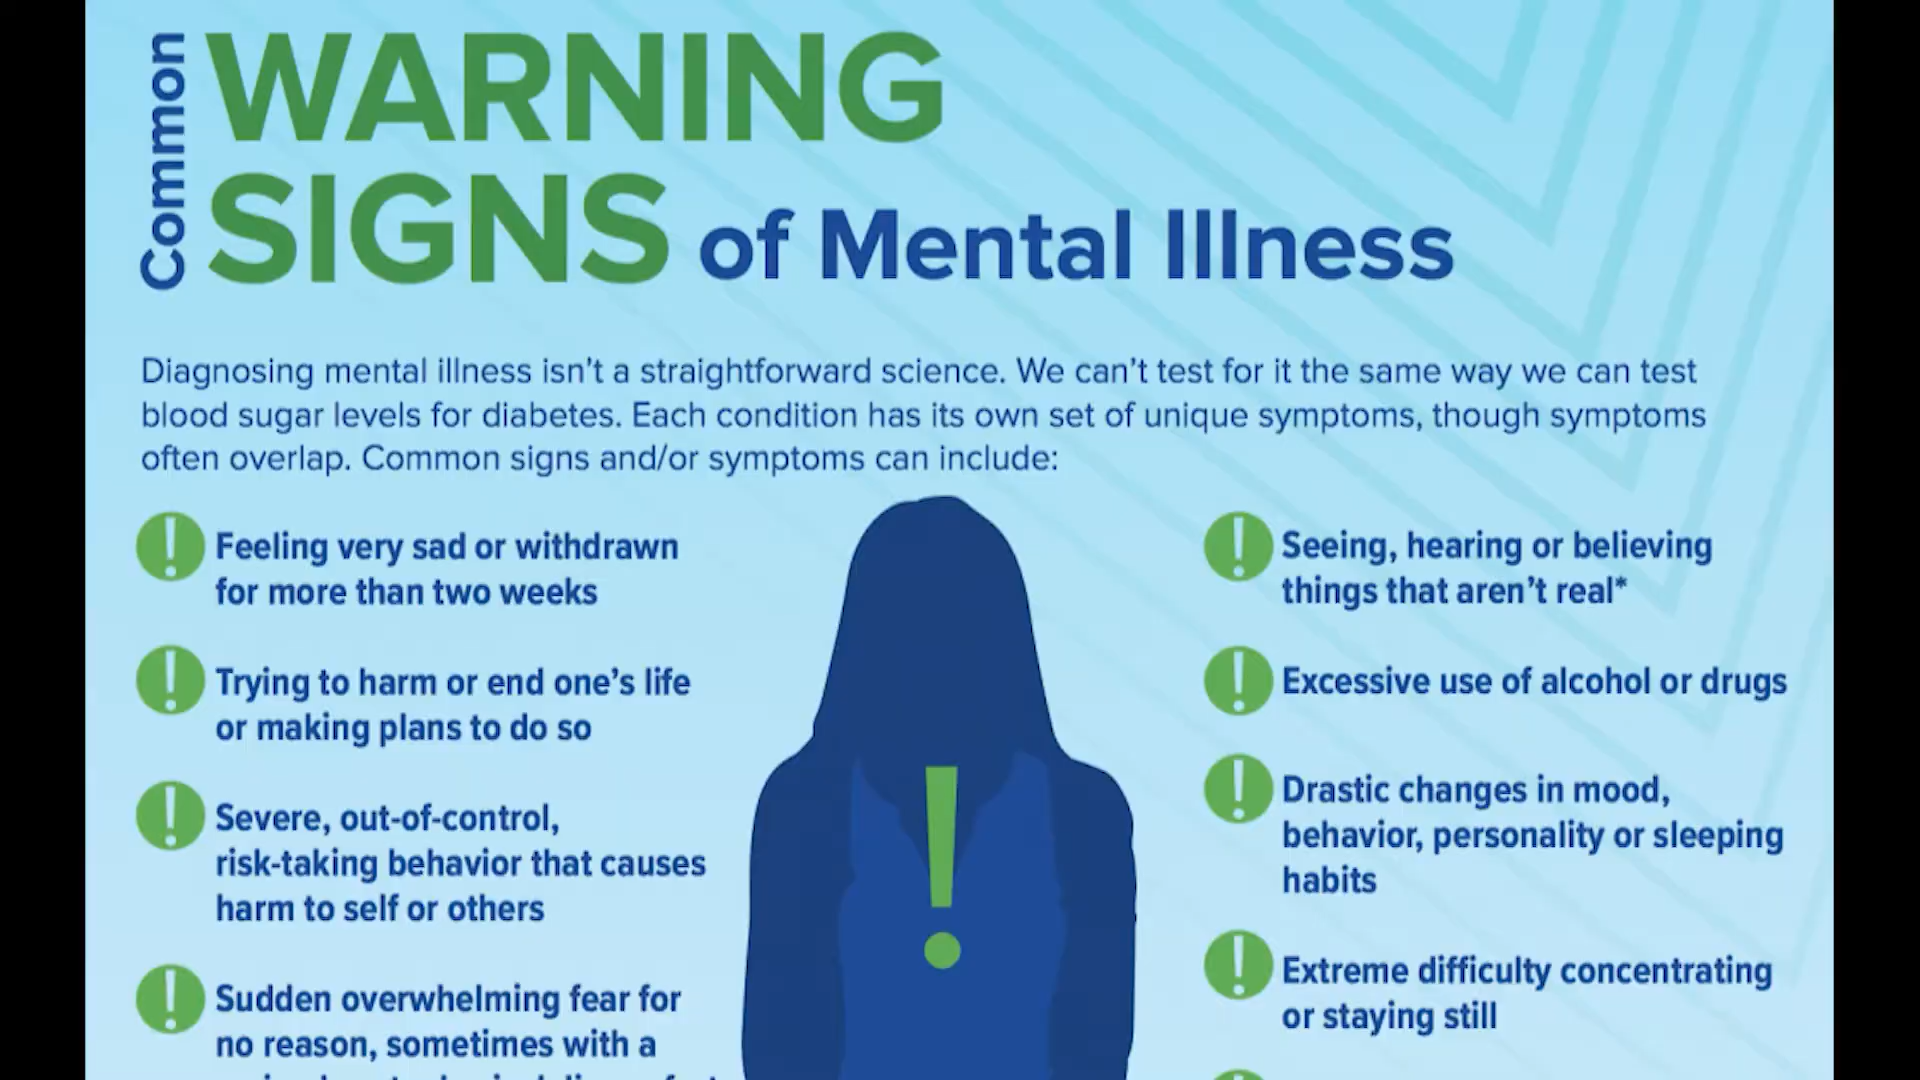 Common
WARNING
SIGNS of Mental Illness
Diagnosing mental illness isn't a straightforward science. We can't test for it the same way we can test
blood sugar levels for diabetes. Each condition has its own set of unique symptoms, though symptoms
often overlap. Common signs and/or symptoms can include:
Feeling very sad or withdrawn
for more than two weeks
Trying to harm or end one's life
or making plans to do so
Severe, out-of-control,
risk-taking behavior that causes
harm to self or others
Sudden overwhelming fear for
no reason, sometimes with a
Seeing, hearing or believing
things that aren't real*
Excessive use of alcohol or drugs
Drastic changes in mood,
behavior, personality or sleeping
habits
Extreme difficulty concentrating
or staying still